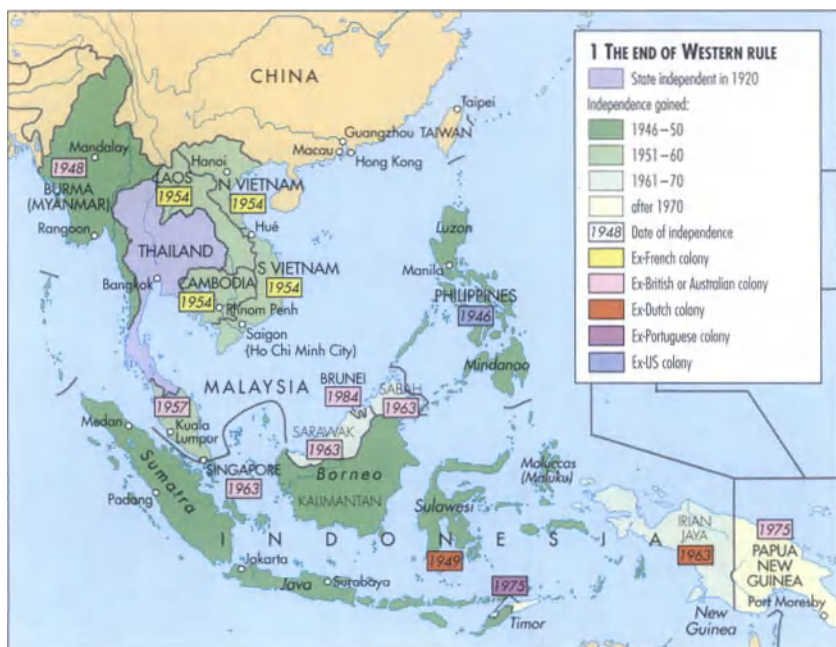 1 THE END OF WESTERN RULE
State independent in 1920
Independence gained:
1946–50
1951–60
1961–70
after 1970
1948 Date of independence
Ex-French colony
Ex-British or Australian colony
Ex-Dutch colony
Ex-Portuguese colony
Ex-US colony
CHINA
Taipei
TAIWAN
Guangzhou
Macau
Hong Kong
Mandalay
1948
BURMA
(MYANMAR)
Rangoon
Hanoi
LAOS
1954
N VIETNAM
1954
Hué
THAILAND
Bangkok
CAMBODIA
1954
Phnom Penh
S VIETNAM
1954
Saigon
(Ho Chi Minh City)
Luzon
Manila
PHILIPPINES
1946
Mindanao
MALAYSIA
1957
Kuala
Lumpur
BRUNEI
1984
SABAH
1963
SARAWAK
1963
SINGAPORE
1963
Medan
Sumatra
Padang
Borneo
KALIMANTAN
Sulawesi
Moluccas
(Maluku)
INDONESIA
1949
Jakarta
Java
Surabaya
1975
Timor
IRIAN
JAYA
1963
New
Guinea
1975
PAPUA
NEW
GUINEA
Port Moresby